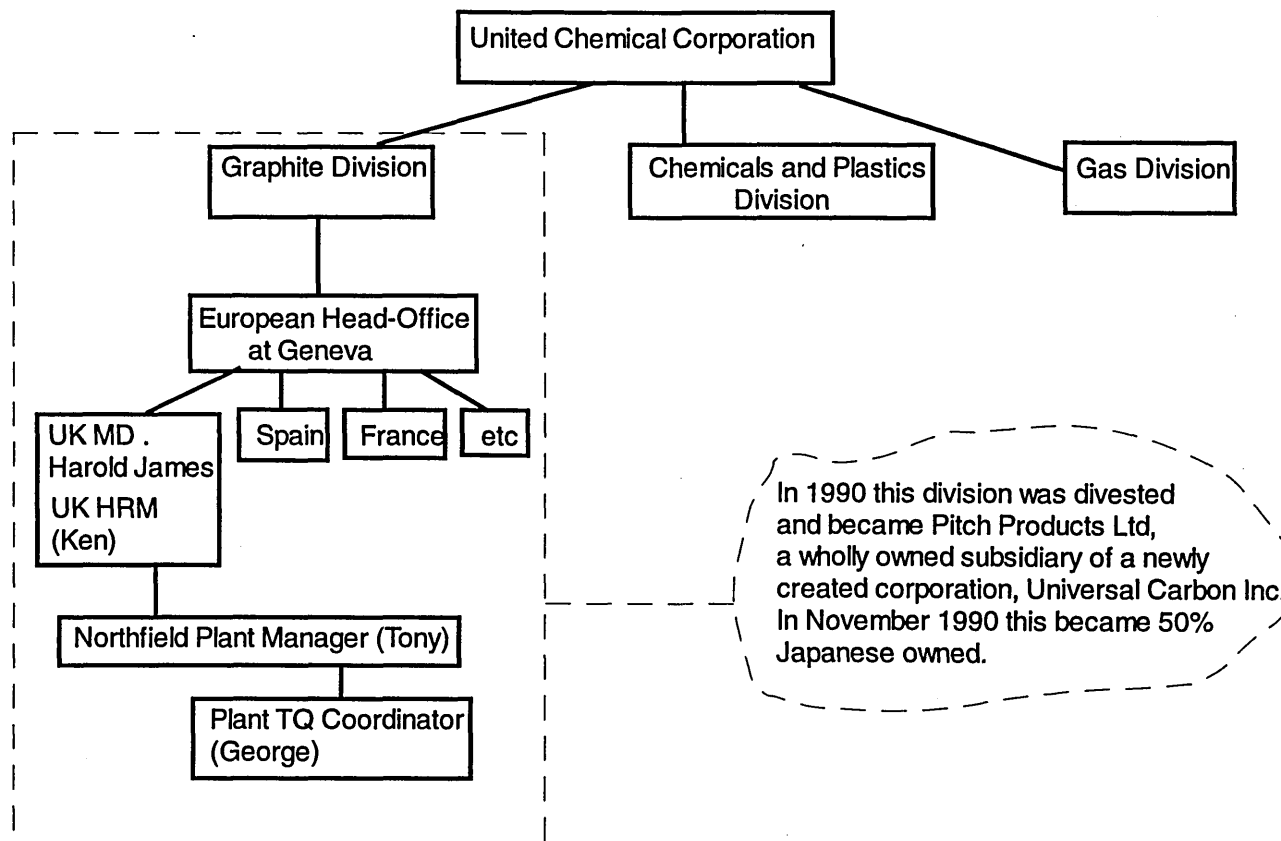 United Chemical Corporation
Graphite Division
Chemicals and Plastics
Division
Gas Division
European Head-Office
at Geneva
UK MD .
Harold James
UK HRM
(Ken)
Spain
France
etc
Northfield Plant Manager (Tony)
Plant TQ Coordinator
(George)
In 1990 this division was divested
and became Pitch Products Ltd,
a wholly owned subsidiary of a newly
created corporation, Universal Carbon Inc.
In November 1990 this became 50%
Japanese owned.